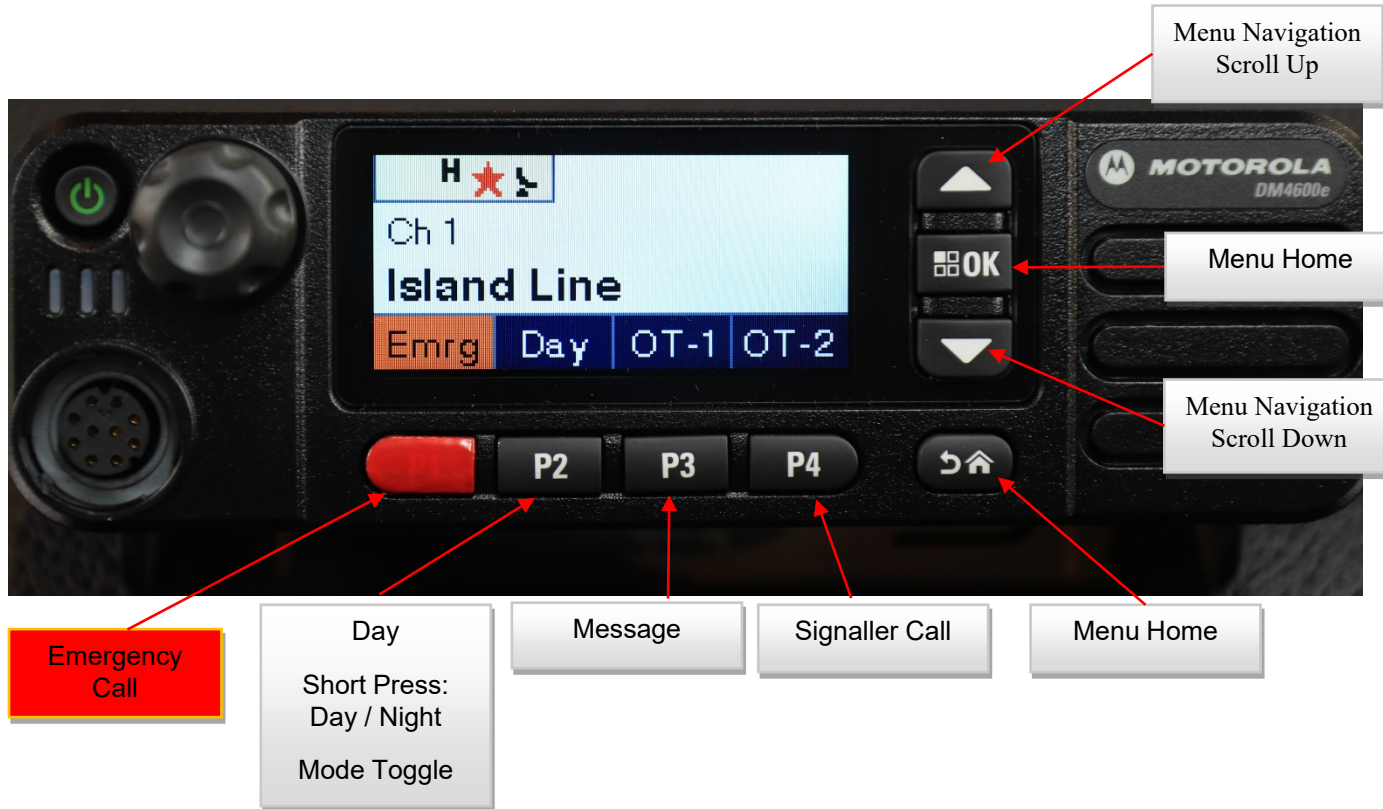 Menu Navigation
Scroll Up
H
MOTOROLA
DM4600e
Ch 1
Island Line
Emrg Day OT-1 OT-2
OK
Menu Home
Menu Navigation
Scroll Down
P1 P2 P3 P4
Emergency
Call
Day
Short Press:
Day / Night
Mode Toggle
Message
Signaller Call
Menu Home